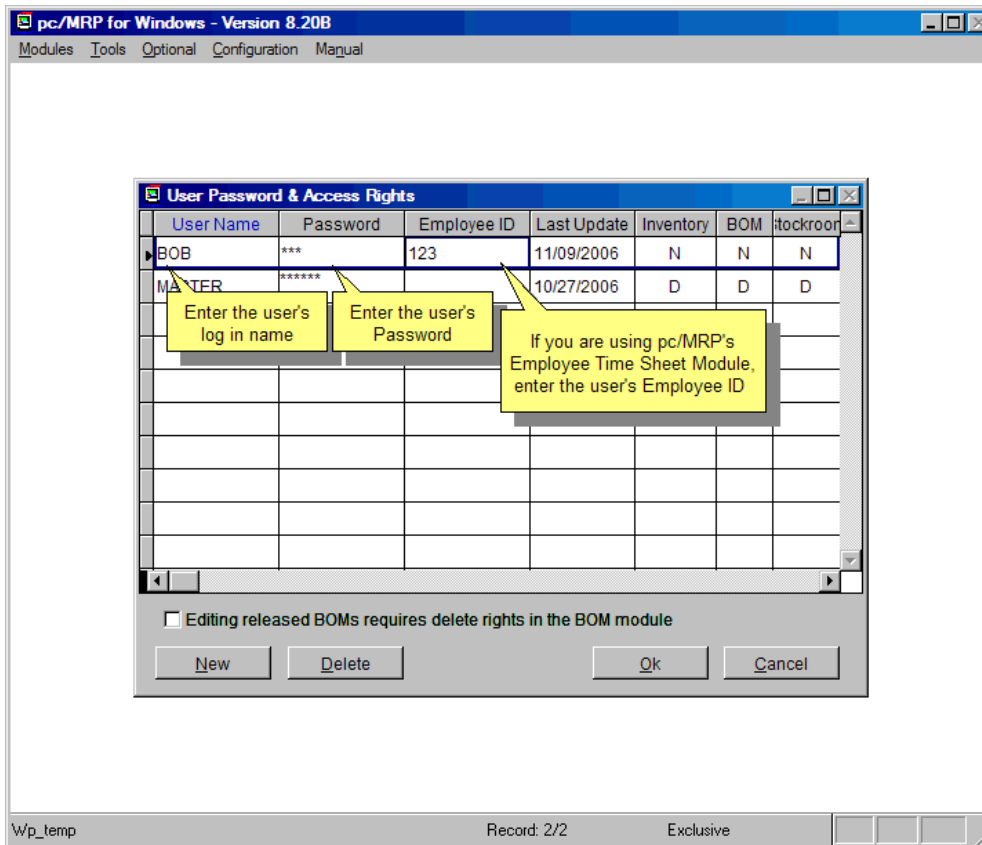 pc/MRP for Windows - Version 8.20B
Modules Tools Optional Configuration Manual
User Password & Access Rights
User Name Password Employee ID Last Update Inventory BOM Stockroom
BOB *** 123 11/09/2006 N N N
MASTER ****** 10/27/2006 D D D
Enter the user's
log in name
Enter the user's
Password
If you are using pc/MRP's
Employee Time Sheet Module,
enter the user's Employee ID
Editing released BOMs requires delete rights in the BOM module
New Delete Ok Cancel
Wp_temp Record: 2/2 Exclusive